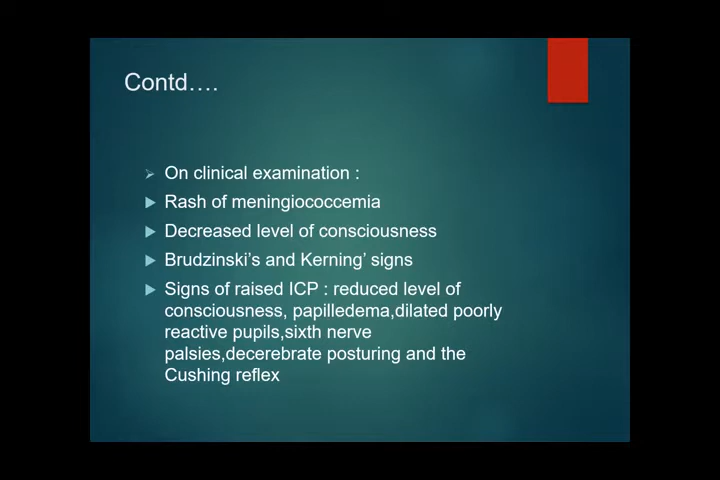 Contd….
On clinical examination :
Rash of meningiococcemia
Decreased level of consciousness
Brudzinski's and Kerning' signs
Signs of raised ICP : reduced level of
consciousness, papilledema,dilated poorly
reactive pupils,sixth nerve
palsies,decerebrate posturing and the
Cushing reflex